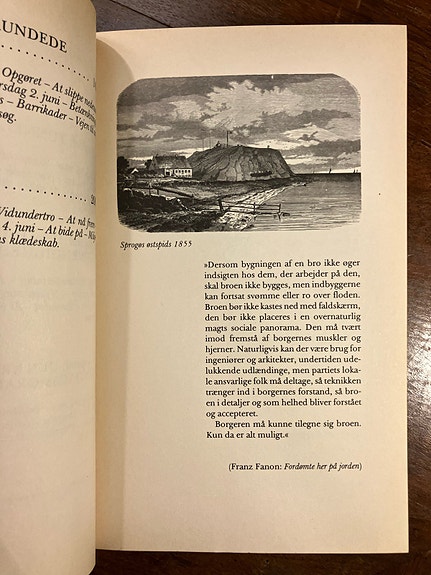 RUNDEDE
Opgøret – At slippe
rsdag 2. juni –
– Barrikader – Vejen
søg.
Vidundertro – At nå
4. juni – At bide på –
ns klædeskab.
Sprogøs østspids 1855
»Dersom bygningen af en bro ikke øger
indsigten hos dem, der arbejder på den,
skal broen ikke bygges, men indbyggerne
kan fortsat svømme eller ro over floden.
Broen bør ikke kastes ned med faldskærm,
den bør ikke placeres i en overnaturlig
magts sociale panorama. Den må tvært
imod fremstå af borgernes muskler og
hjerner. Naturligvis kan der være brug for
ingeniører og arkitekter, undertiden ude-
lukkende udlændinge, men partiets loka-
le ansvarlige folk må deltage, så teknikken
trænger ind i borgernes forstand, så bro-
en i detaljer og som helhed bliver forstået
og accepteret.
Borgeren må kunne tilegne sig broen.
Kun da er alt muligt.«
(Franz Fanon: Fordømte her på jorden)